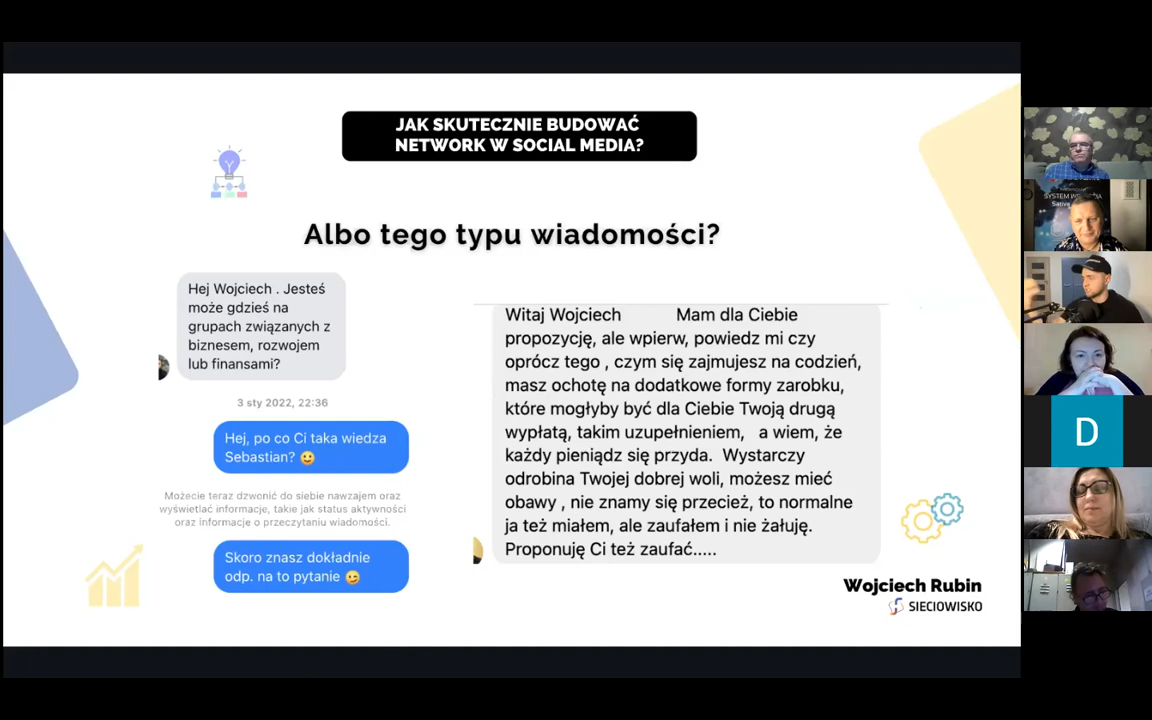 JAK SKUTECZNIE BUDOWAĆ
NETWORK W SOCIAL MEDIA?
Albo tego typu wiadomości?
Hej Wojciech . Jesteś
może gdzieś na
grupach związanych z
biznesem, rozwojem
lub finansami?
3 sty 2022, 22:36
Hej, po co Ci taka wiedza
Sebastian? 😉
Możecie teraz dzwonić do siebie nawzajem oraz
wyświetlać informacje, takie jak status aktywności
oraz informacje o przeczytaniu wiadomości.
Skoro znasz dokładnie
odp. na to pytanie 😉
Witaj Wojciech Mam dla Ciebie
propozycję, ale wpierw, powiedz mi czy
oprócz tego , czym się zajmujesz na codzień,
masz ochotę na dodatkowe formy zarobku,
które mogłyby być dla Ciebie Twoją drugą
wypłatą, takim uzupełnieniem, a wiem, że
każdy pieniądz się przyda. Wystarczy
odrobina Twojej dobrej woli, możesz mieć
obawy , nie znamy się przecież, to normalne
ja też miałem, ale zaufałem i nie żałuję.
Proponuję Ci też zaufać.....
Wojciech Rubin
SIECIOWISKO
D